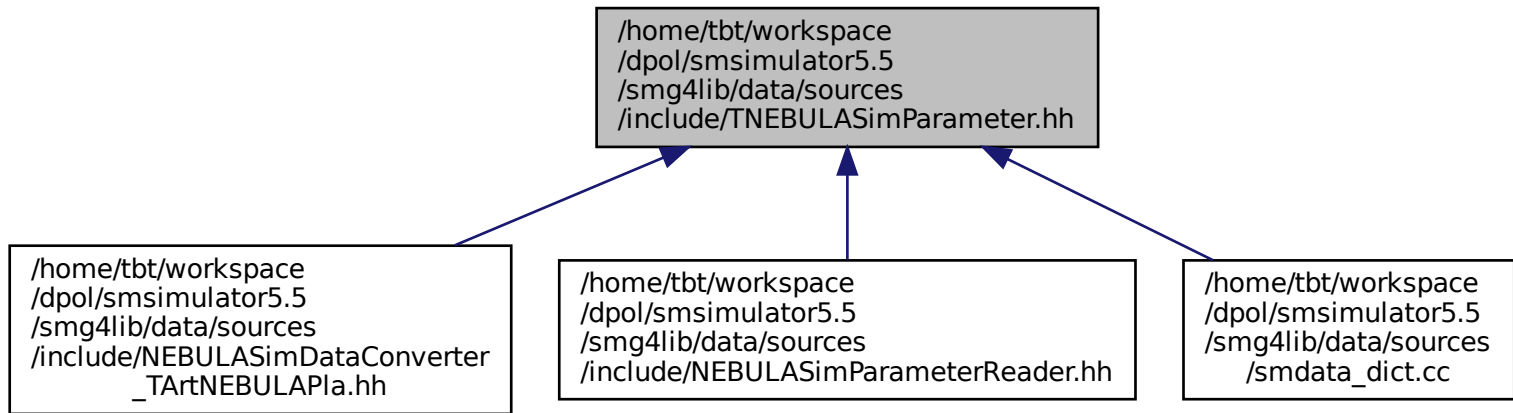 /home/tbt/workspace
/dpol/smsimulator5.5
/smg4lib/data/sources
/include/TNEBULASimParameter.hh
/home/tbt/workspace
/dpol/smsimulator5.5
/smg4lib/data/sources
/include/NEBULASimDataConverter
_TArtNEBULAPla.hh
/home/tbt/workspace
/dpol/smsimulator5.5
/smg4lib/data/sources
/include/NEBULASimParameterReader.hh
/home/tbt/workspace
/dpol/smsimulator5.5
/smg4lib/data/sources
/smdata_dict.cc